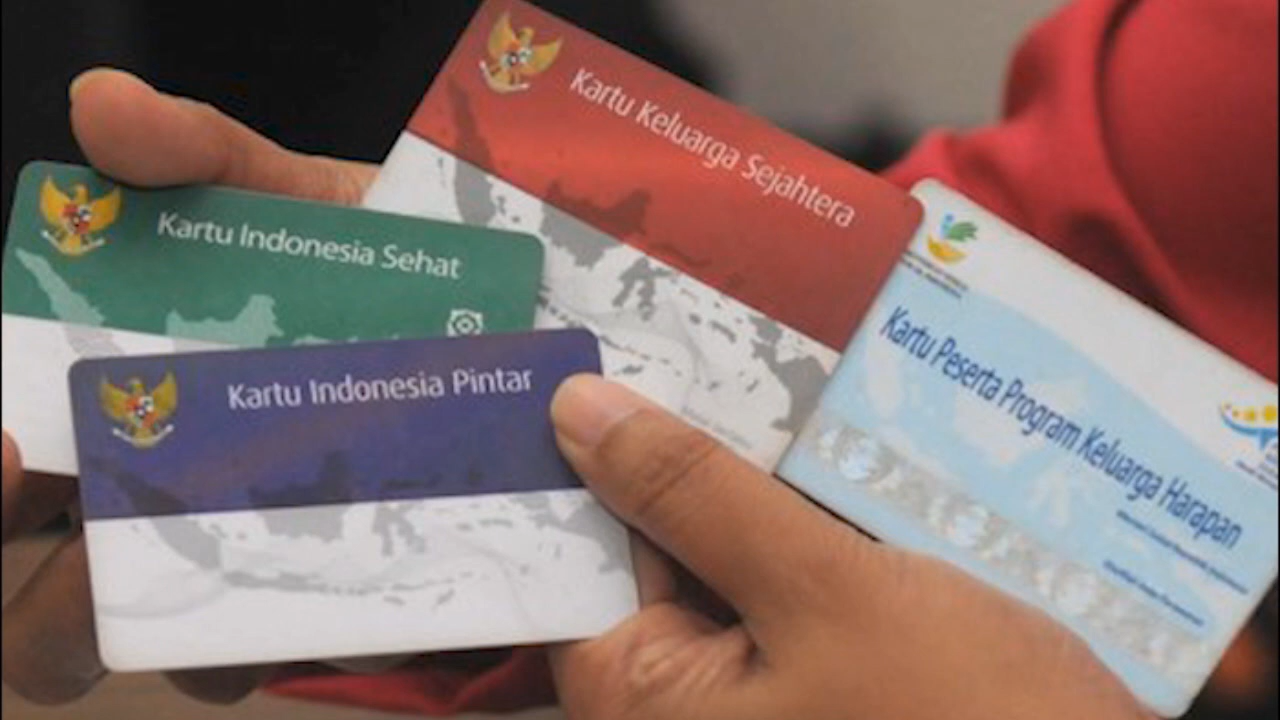 Kartu Keluarga Sejahtera
Kartu Indonesia Sehat
Kartu Indonesia Pintar
Kartu Peserta Program Keluarga Harapan